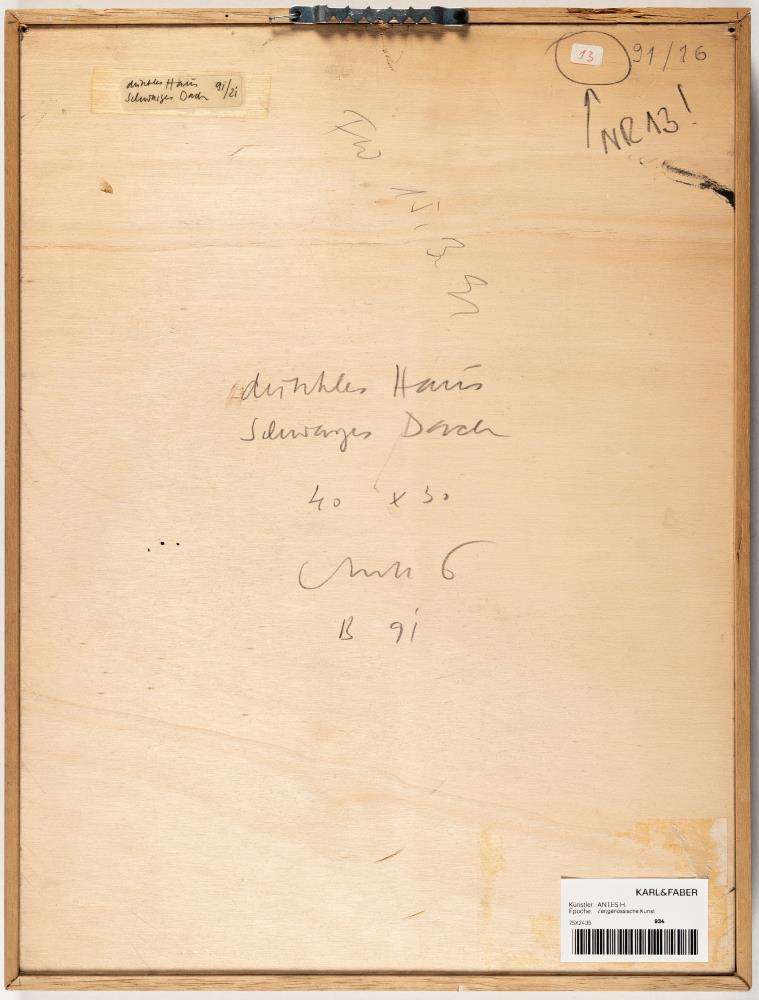 13
91/16
NR 13!
dunkles Haus 91/21
Schwarzes Dach
15.
dunkles Haus
Schwarzes Dach
40 x 30
B 91
KARL&FABER
Künstler: ANTES H.
Epoche: Zeitgenössische Kunst
934